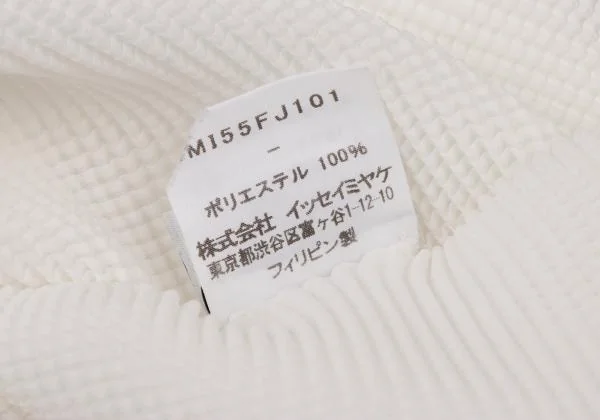 MI55FJ101
–
ポリエステル 100%
株式会社 イッセイミヤケ
東京都渋谷区富ヶ谷1-12-10
フィリピン製